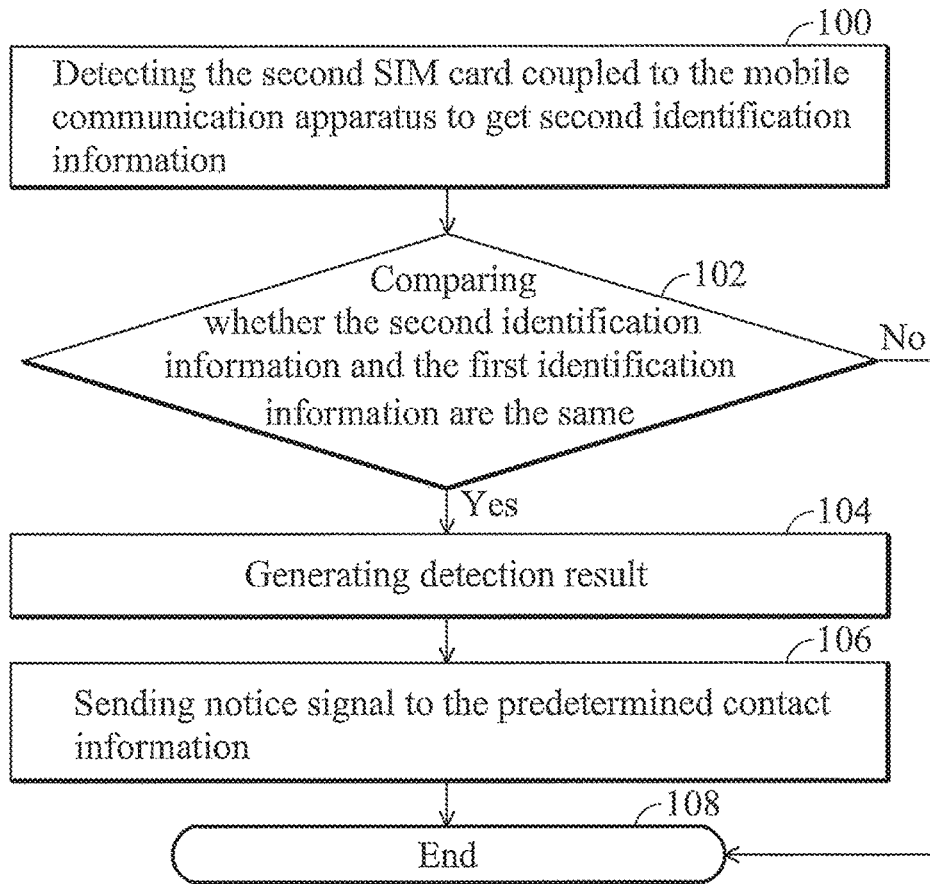 100
Detecting the second SIM card coupled to the mobile
communication apparatus to get second identification
information
102
Comparing
whether the second identification
information and the first identification
information are the same
No
Yes
104
Generating detection result
106
Sending notice signal to the predetermined contact
information
108
End